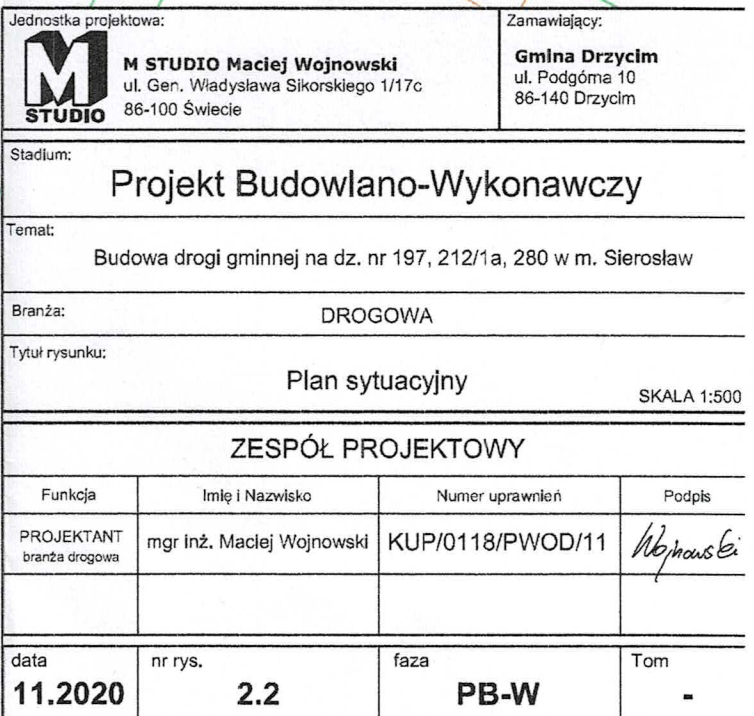 Jednostka projektowa:
M
STUDIO
M STUDIO Maciej Wojnowski
ul. Gen. Władysława Sikorskiego 1/17c
86-100 Świecie
Zamawiający:
Gmina Drzycim
ul. Podgórna 10
86-140 Drzycim
Stadium:
Projekt Budowlano-Wykonawczy
Temat:
Budowa drogi gminnej na dz. nr 197, 212/1a, 280 w m. Sierosław
Branża:
DROGOWA
Tytuł rysunku:
Plan sytuacyjny
SKALA 1:500
ZESPÓŁ PROJEKTOWY
Funkcja Imię i Nazwisko Numer uprawnień Podpis
PROJEKTANT
branża drogowa
mgr inż. Maciej Wojnowski KUP/0118/PWOD/11 Wojnowski
data nr rys. faza Tom
11.2020 2.2 PB-W -